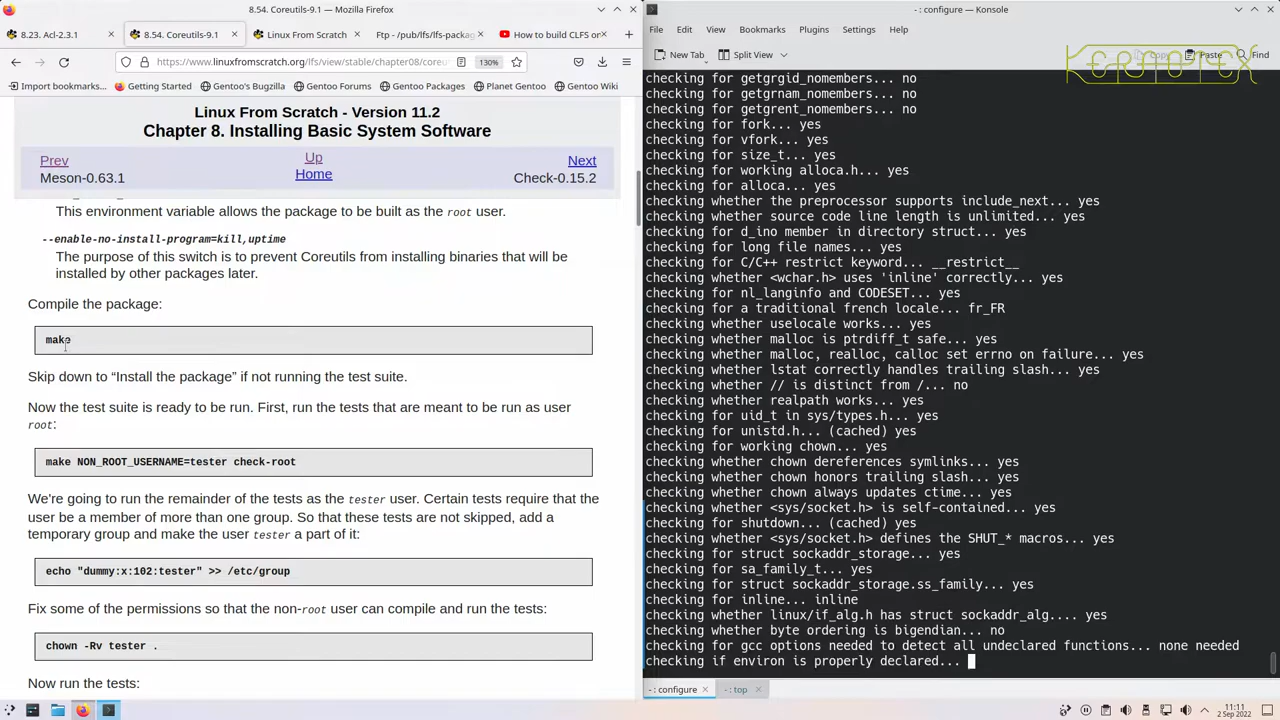 8.54. Coreutils-9.1 — Mozilla Firefox
8.23. Acl-2.3.1
8.54. Coreutils-9.1
Linux From Scratch
Ftp - /pub/lfs/lfs-packag
How to build CLFS on
https://www.linuxfromscratch.org/lfs/view/stable/chapter08/coreu
130%
Import bookmarks...
Getting Started
Gentoo's Bugzilla
Gentoo Forums
Gentoo Packages
Planet Gentoo
Gentoo Wiki
Linux From Scratch - Version 11.2
Chapter 8. Installing Basic System Software
Prev
Up
Next
Meson-0.63.1
Home
Check-0.15.2
This environment variable allows the package to be built as the root user.
--enable-no-install-program=kill,uptime
The purpose of this switch is to prevent Coreutils from installing binaries that will be
installed by other packages later.
Compile the package:
make
Skip down to “Install the package” if not running the test suite.
Now the test suite is ready to be run. First, run the tests that are meant to be run as user
root:
make NON_ROOT_USERNAME=tester check-root
We're going to run the remainder of the tests as the tester user. Certain tests require that the
user be a member of more than one group. So that these tests are not skipped, add a
temporary group and make the user tester a part of it:
echo "dummy:x:102:tester" >> /etc/group
Fix some of the permissions so that the non-root user can compile and run the tests:
chown -Rv tester .
Now run the tests:
- : configure — Konsole
File Edit View Bookmarks Plugins Settings Help
New Tab
Split View
Copy
Paste
Find
KERNOTEX
checking for getgrgid_nomembers... no
checking for getgrnam_nomembers... no
checking for getgrent_nomembers... no
checking for fork... yes
checking for vfork... yes
checking for size_t... yes
checking for working alloca.h... yes
checking for alloca... yes
checking whether the preprocessor supports include_next... yes
checking whether source code line length is unlimited... yes
checking for d_ino member in directory struct... yes
checking for long file names... yes
checking for C/C++ restrict keyword... __restrict__
checking whether <wchar.h> uses 'inline' correctly... yes
checking for nl_langinfo and CODESET... yes
checking for a traditional french locale... fr_FR
checking whether uselocale works... yes
checking whether malloc is ptrdiff_t safe... yes
checking whether malloc, realloc, calloc set errno on failure... yes
checking whether lstat correctly handles trailing slash... yes
checking whether // is distinct from /... no
checking whether realpath works... yes
checking for uid_t in sys/types.h... yes
checking for unistd.h... (cached) yes
checking for working chown... yes
checking whether chown dereferences symlinks... yes
checking whether chown honors trailing slash... yes
checking whether chown always updates ctime... yes
checking whether <sys/socket.h> is self-contained... yes
checking for shutdown... (cached) yes
checking whether <sys/socket.h> defines the SHUT_* macros... yes
checking for struct sockaddr_storage... yes
checking for sa_family_t... yes
checking for struct sockaddr_storage.ss_family... yes
checking for inline... inline
checking whether linux/if_alg.h has struct sockaddr_alg.... yes
checking whether byte ordering is bigendian... no
checking for gcc options needed to detect all undeclared functions... none needed
checking if environ is properly declared...
- : configure
- : top
11:11
2 Sep 2022